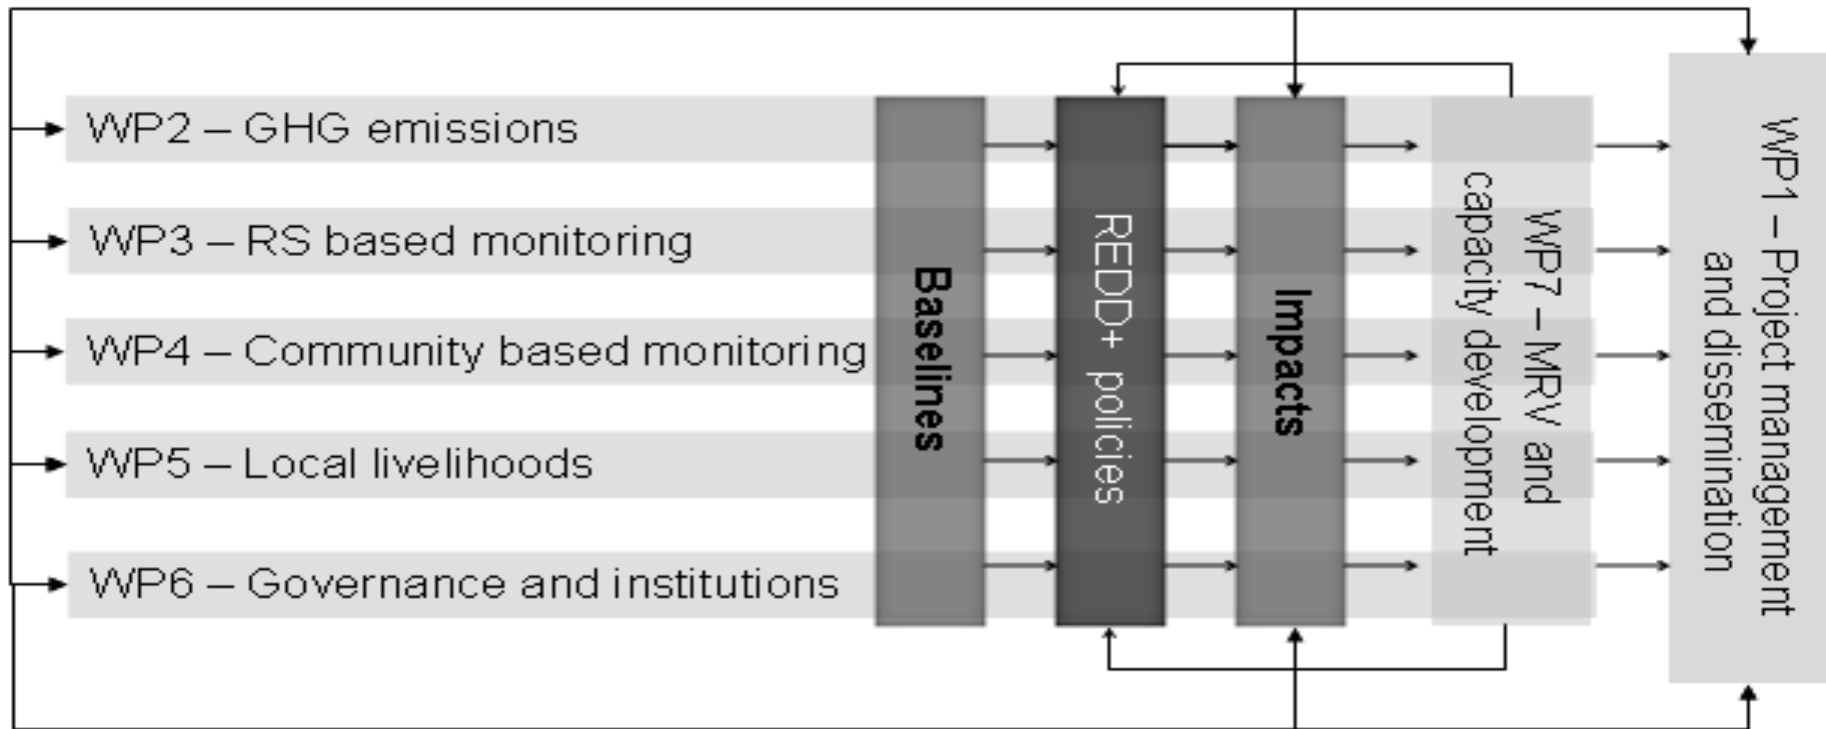 WP2 – GHG emissions
WP3 – RS based monitoring
WP4 – Community based monitoring
WP5 – Local livelihoods
WP6 – Governance and institutions
Baselines
REDD+ policies
Impacts
WP7 – MRV and
capacity development
WP1 – Project management
and dissemination